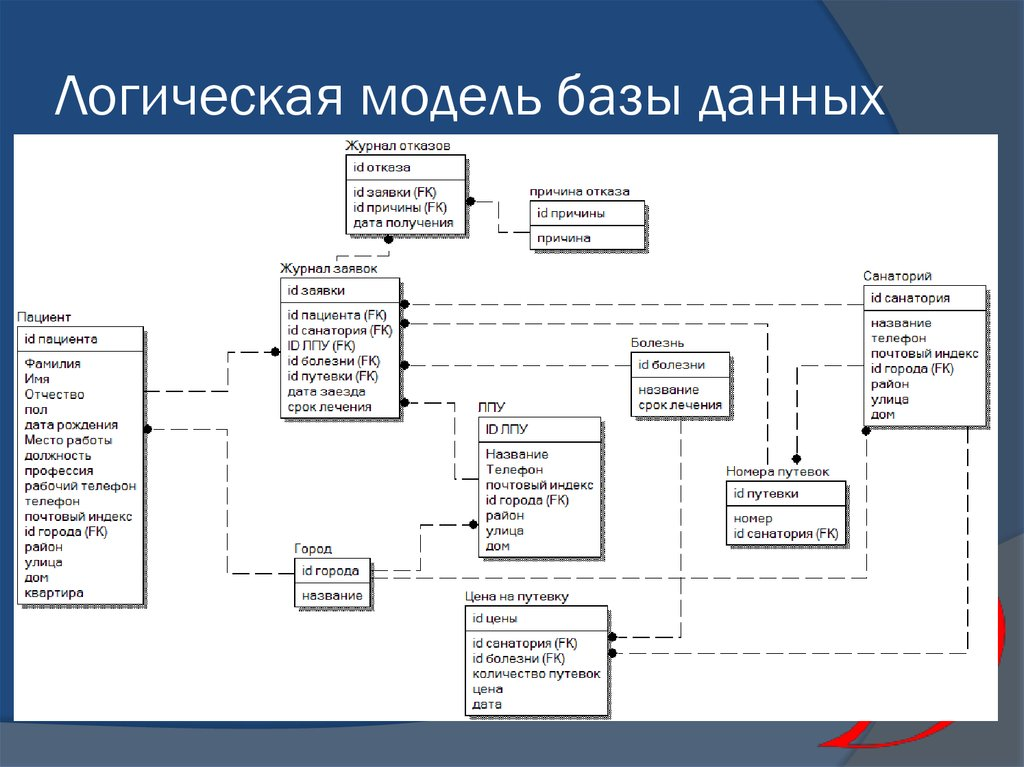 Логическая модель базы данных
Журнал отказов
id отказа
id заявки (FK)
id причины (FK)
дата получения
причина отказа
id причины
причина
Журнал заявок
id заявки
id пациента (FK)
id санатория (FK)
ID ЛПУ (FK)
id болезни (FK)
id путевки (FK)
дата заезда
срок лечения
Санаторий
id санатория
название
телефон
почтовый индекс
id города (FK)
район
улица
дом
Пациент
id пациента
Фамилия
Имя
Отчество
пол
дата рождения
Место работы
должность
профессия
рабочий телефон
телефон
почтовый индекс
id города (FK)
район
улица
дом
квартира
Болезнь
id болезни
название
срок лечения
ЛПУ
ID ЛПУ
Название
Телефон
почтовый индекс
id города (FK)
район
улица
дом
Номера путевок
id путевки
номер
id санатория (FK)
Город
id города
название
Цена на путевку
id цены
id санатория (FK)
id болезни (FK)
количество путевок
цена
дата